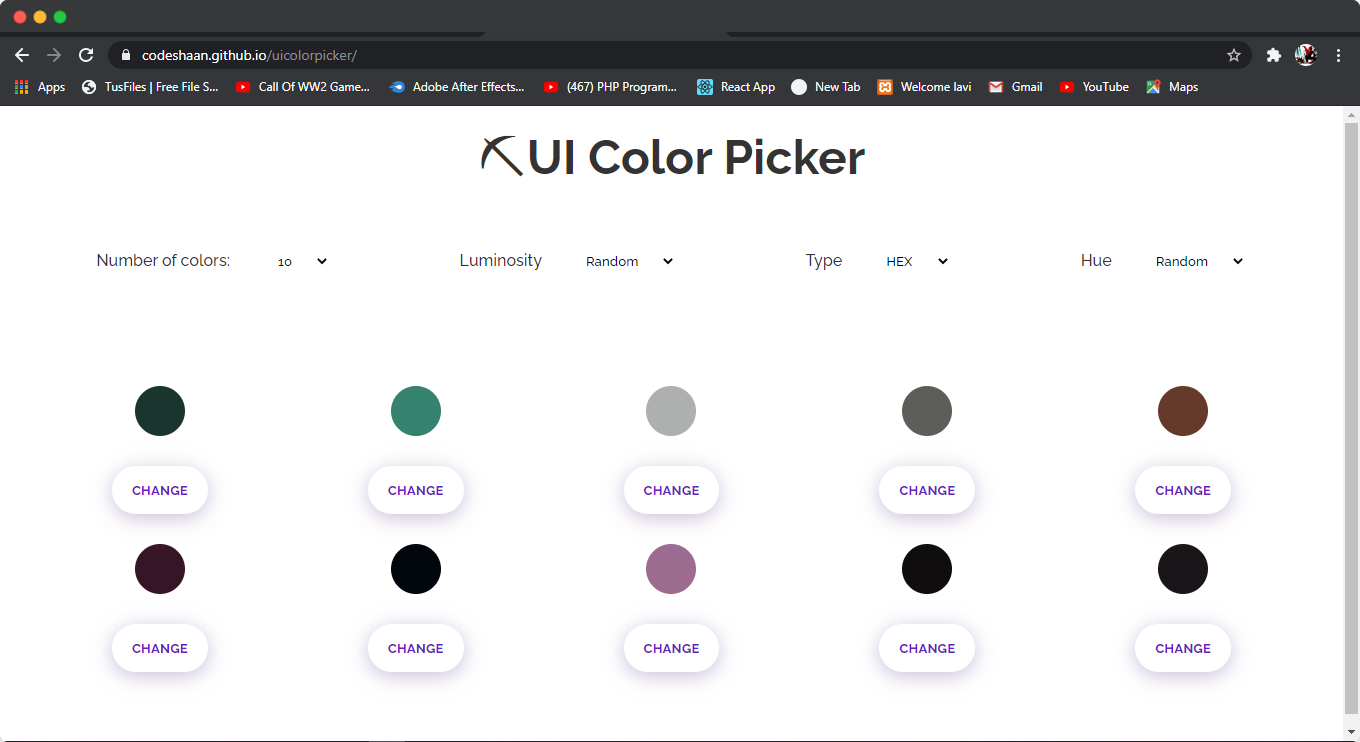 codeshaan.github.io/uicolorpicker/
Apps TusFiles | Free File S... Call Of WW2 Game... Adobe After Effects... (467) PHP Program... React App New Tab Welcome lavi Gmail YouTube Maps
UI Color Picker
Number of colors: 10 Luminosity Random Type HEX Hue Random
CHANGE CHANGE CHANGE CHANGE CHANGE
CHANGE CHANGE CHANGE CHANGE CHANGE